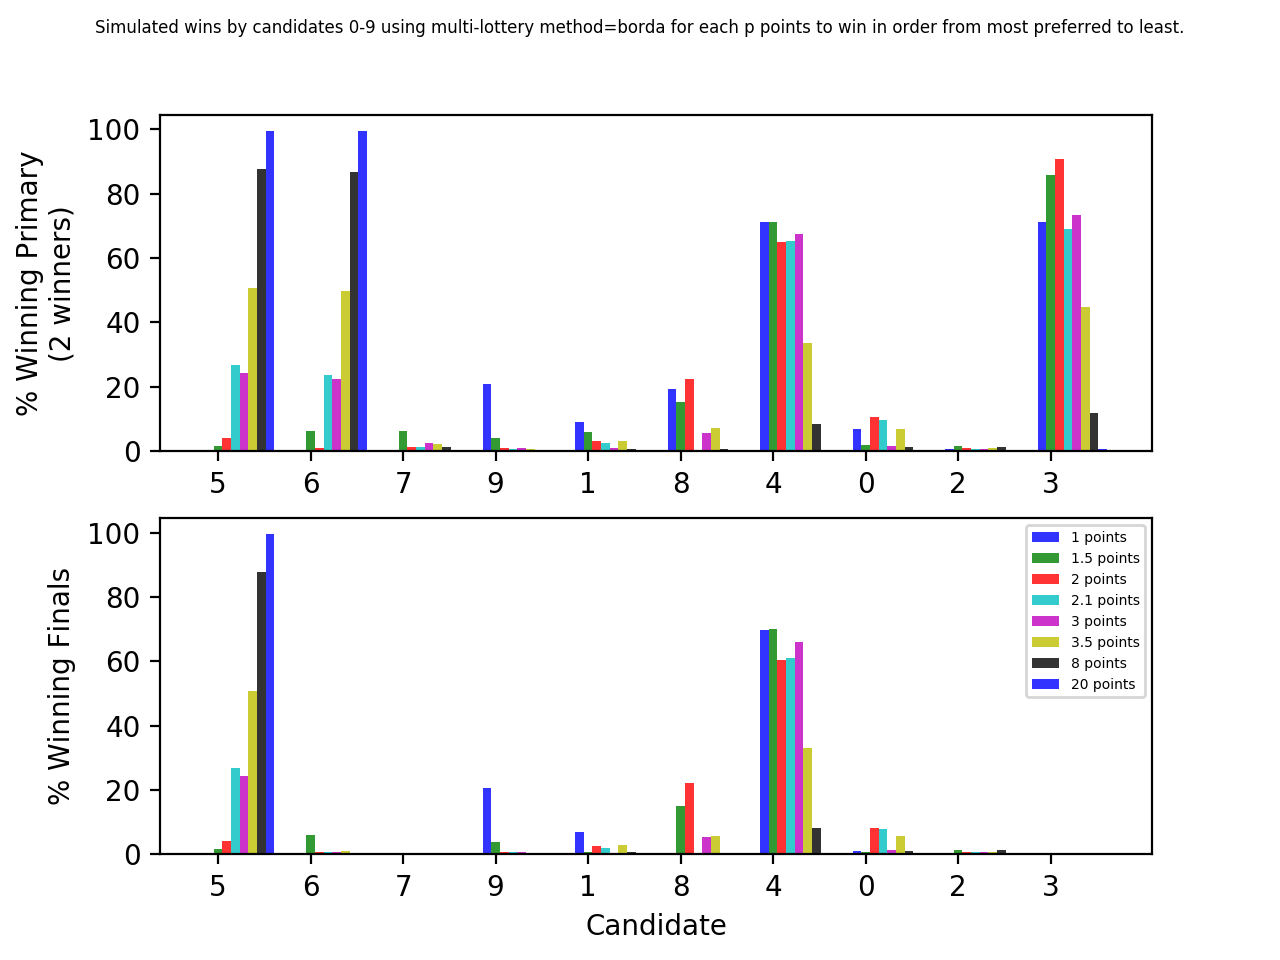 Simulated wins by candidates 0-9 using multi-lottery method=borda for each p points to win in order from most preferred to least.
% Winning Primary
(2 winners)
100
80
60
40
20
0
5 6 7 9 1 8 4 0 2 3
% Winning Finals
100
80
60
40
20
0
1 points
1.5 points
2 points
2.1 points
3 points
3.5 points
8 points
20 points
5 6 7 9 1 8 4 0 2 3
Candidate